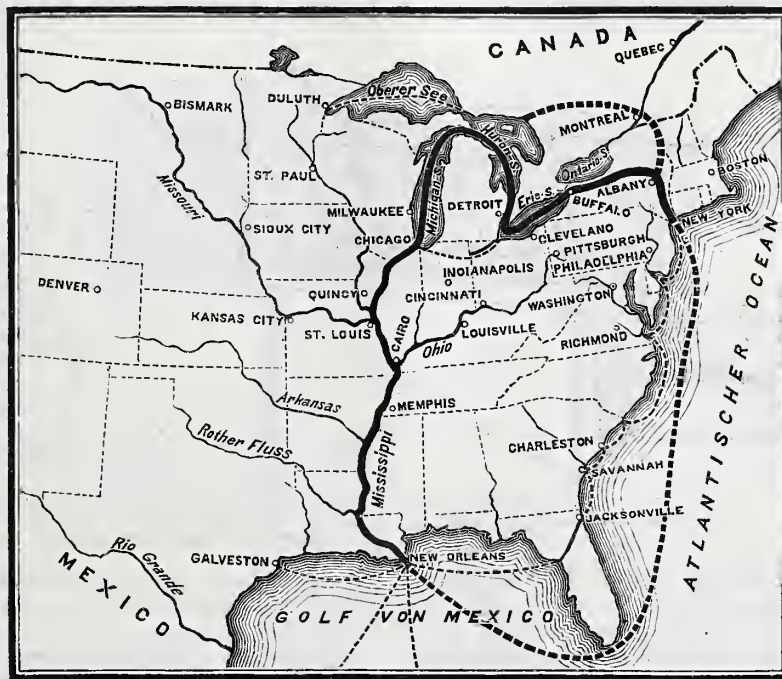 CANADA
QUEBEC
BISMARK
DULUTH
Oberer See
MONTREAL
Huron-S.
Ontario-S.
ST. PAUL
Missouri
MILWAUKEE
Michigan-S.
DETROIT
Erie-S.
ALBANY
BOSTON
BUFFALO
SIOUX CITY
CHICAGO
CLEVELAND
NEW YORK
PITTSBURGH
INDIANAPOLIS
PHILADELPHIA
DENVER
QUINCY
CINCINNATI
WASHINGTON
KANSAS CITY
ST. LOUIS
CAIRO
Ohio
LOUISVILLE
RICHMOND
Arkansas
MEMPHIS
Rother Fluss
Mississippi
CHARLESTON
SAVANNAH
JACKSONVILLE
ATLANTISCHER OCEAN
MEXICO
Rio Grande
GALVESTON
NEW ORLEANS
GOLF VON MEXICO